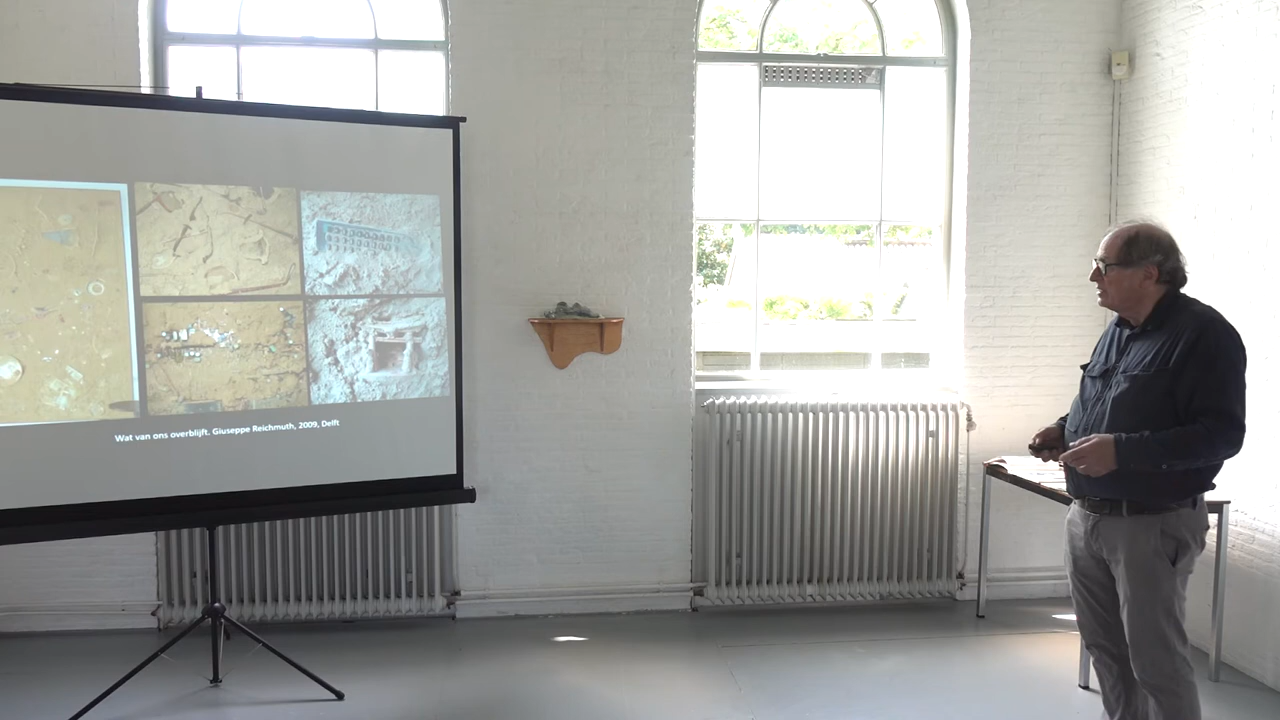 Wat van ons overblijft. Giuseppe Reichmuth, 2009, Delft